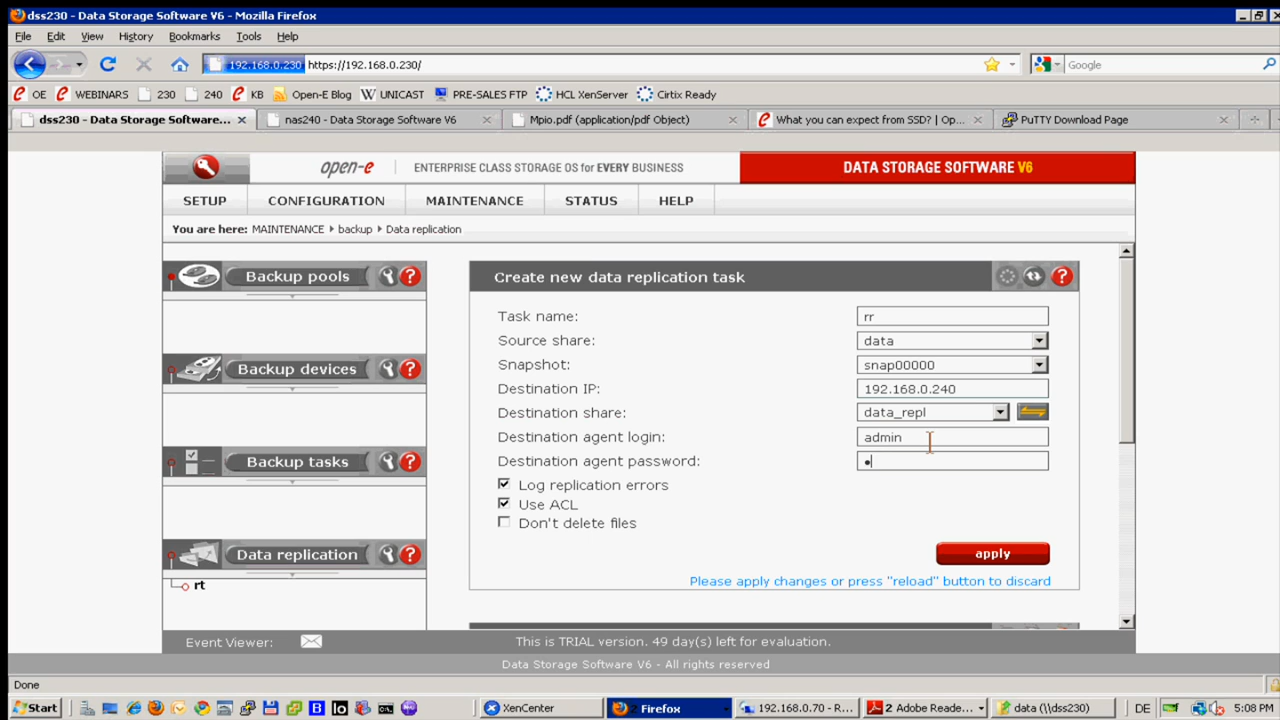 dss230 - Data Storage Software V6 - Mozilla Firefox
File Edit View History Bookmarks Tools Help
192.168.0.230 https://192.168.0.230/ Google
OE WEBINARS 230 240 KB Open-E Blog UNICAST PRE-SALES FTP HCL XenServer Cirtix Ready
dss230 - Data Storage Software... nas240 - Data Storage Software V6 Mpio.pdf (application/pdf Object) What you can expect from SSD? | Op... PuTTY Download Page
open-e ENTERPRISE CLASS STORAGE OS for EVERY BUSINESS DATA STORAGE SOFTWARE V6
SETUP CONFIGURATION MAINTENANCE STATUS HELP
You are here: MAINTENANCE backup Data replication
Backup pools
Backup devices
Backup tasks
Data replication
rt
Create new data replication task
Task name: rr
Source share: data
Snapshot: snap00000
Destination IP: 192.168.0.240
Destination share: data_repl
Destination agent login: admin
Destination agent password: •
Log replication errors
Use ACL
Don't delete files
apply
Please apply changes or press "reload" button to discard
Event Viewer: This is TRIAL version. 49 day(s) left for evaluation.
Data Storage Software V6 - All rights reserved
Done
Start XenCenter 2 Firefox 192.168.0.70 - R... 2 Adobe Reade... data (\\dss230) DE 5:08 PM